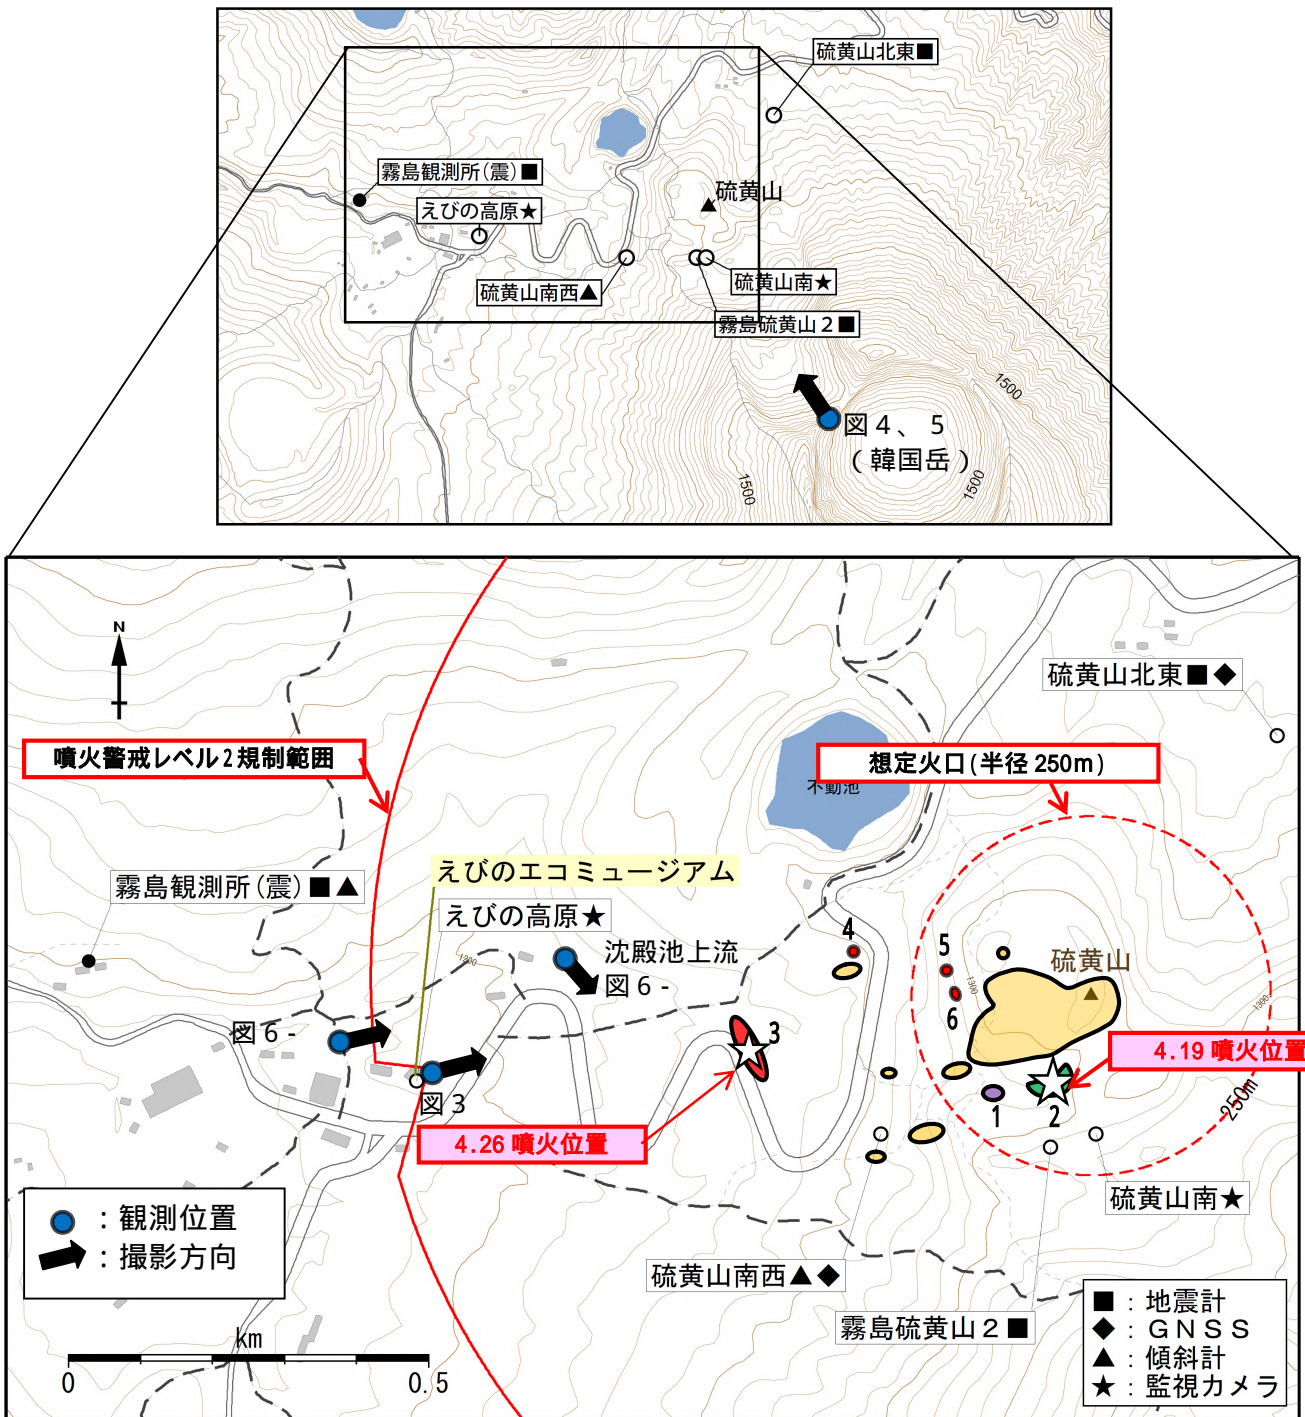 硫黄山北東■
霧島観測所(震)■
硫黄山
えびの高原★
硫黄山南★
硫黄山南西▲
霧島硫黄山2■
1500
図4、5
(韓国岳)
1500
1500
N
硫黄山北東■◆
噴火警戒レベル2規制範囲
想定火口(半径250m)
不動池
えびのエコミュージアム
霧島観測所(震)■▲
えびの高原★
4
沈殿池上流
図6-
5
硫黄山
1200
1300
1300
6
図6-
3
4.19 噴火位置
図3
1
2
250m
4.26 噴火位置
硫黄山南★
:観測位置
:撮影方向
硫黄山南西▲◆
霧島硫黄山2■
■:地震計
◆:GNSS
▲:傾斜計
★:監視カメラ
km
0
0.5